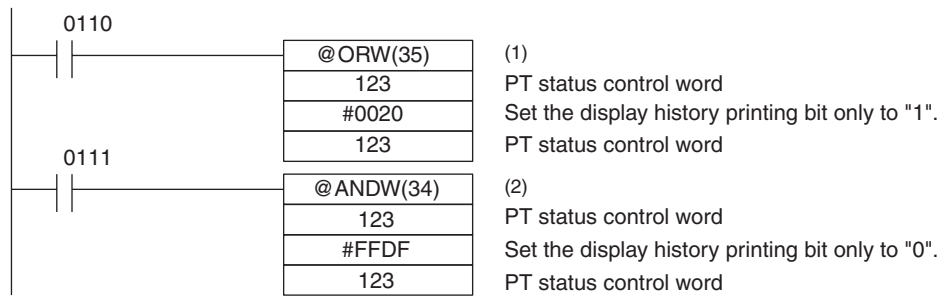 0110
@ORW(35) (1)
123 PT status control word
#0020 Set the display history printing bit only to "1".
123 PT status control word
0111
@ANDW(34) (2)
123 PT status control word
#FFDF Set the display history printing bit only to "0".
123 PT status control word